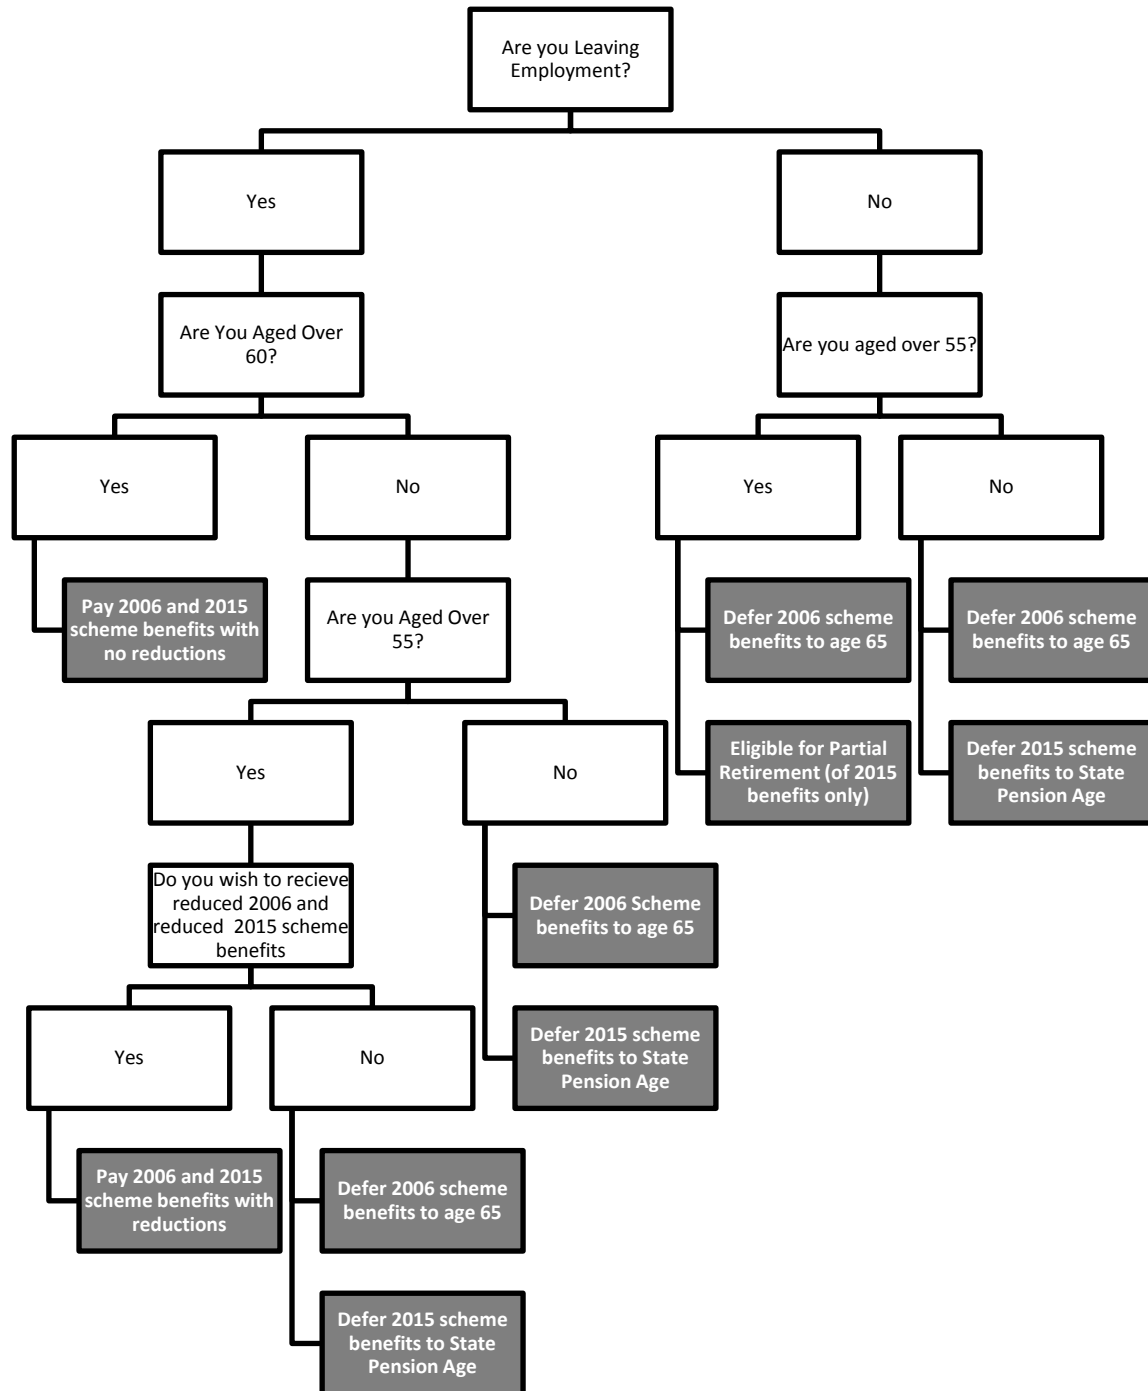 Are you Leaving
Employment?
Yes
No
Are You Aged Over
60?
Are you aged over 55?
Yes
No
Yes
No
Pay 2006 and 2015
scheme benefits with
no reductions
Are you Aged Over
55?
Defer 2006 scheme
benefits to age 65
Defer 2006 scheme
benefits to age 65
Yes
No
Eligible for Partial
Retirement (of 2015
benefits only)
Defer 2015 scheme
benefits to State
Pension Age
Do you wish to recieve
reduced 2006 and
reduced 2015 scheme
benefits
Defer 2006 Scheme
benefits to age 65
Yes
No
Defer 2015 scheme
benefits to State
Pension Age
Pay 2006 and 2015
scheme benefits with
reductions
Defer 2006 scheme
benefits to age 65
Defer 2015 scheme
benefits to State
Pension Age